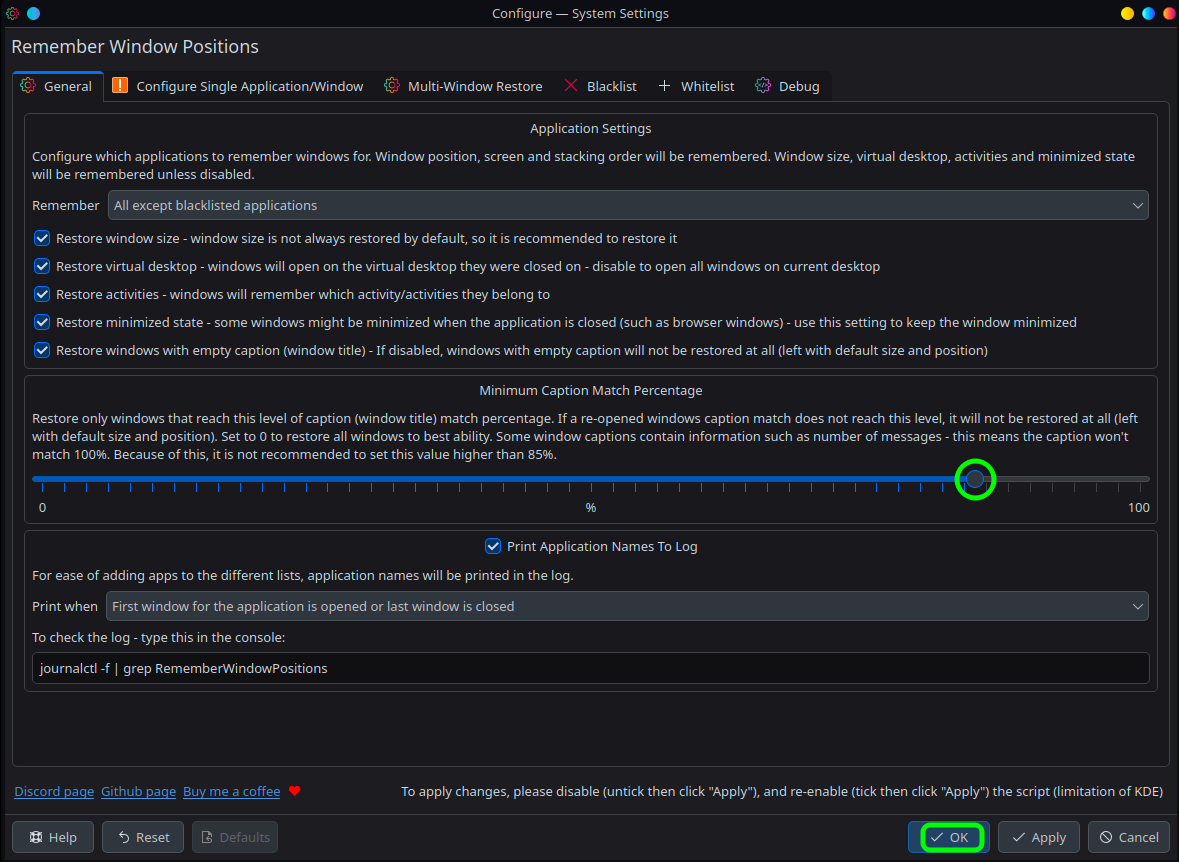 Configure — System Settings
Remember Window Positions
General
Configure Single Application/Window
Multi-Window Restore
Blacklist
Whitelist
Debug
Application Settings
Configure which applications to remember windows for. Window position, screen and stacking order will be remembered. Window size, virtual desktop, activities and minimized state
will be remembered unless disabled.
Remember All except blacklisted applications
Restore window size - window size is not always restored by default, so it is recommended to restore it
Restore virtual desktop - windows will open on the virtual desktop they were closed on - disable to open all windows on current desktop
Restore activities - windows will remember which activity/activities they belong to
Restore minimized state - some windows might be minimized when the application is closed (such as browser windows) - use this setting to keep the window minimized
Restore windows with empty caption (window title) - If disabled, windows with empty caption will not be restored at all (left with default size and position)
Minimum Caption Match Percentage
Restore only windows that reach this level of caption (window title) match percentage. If a re-opened windows caption match does not reach this level, it will not be restored at all (left
with default size and position). Set to 0 to restore all windows to best ability. Some window captions contain information such as number of messages - this means the caption won't
match 100%. Because of this, it is not recommended to set this value higher than 85%.
0 % 100
Print Application Names To Log
For ease of adding apps to the different lists, application names will be printed in the log.
Print when First window for the application is opened or last window is closed
To check the log - type this in the console:
journalctl -f | grep RememberWindowPositions
Discord page Github page Buy me a coffee
To apply changes, please disable (untick then click "Apply"), and re-enable (tick then click "Apply") the script (limitation of KDE)
Help
Reset
Defaults
OK
Apply
Cancel